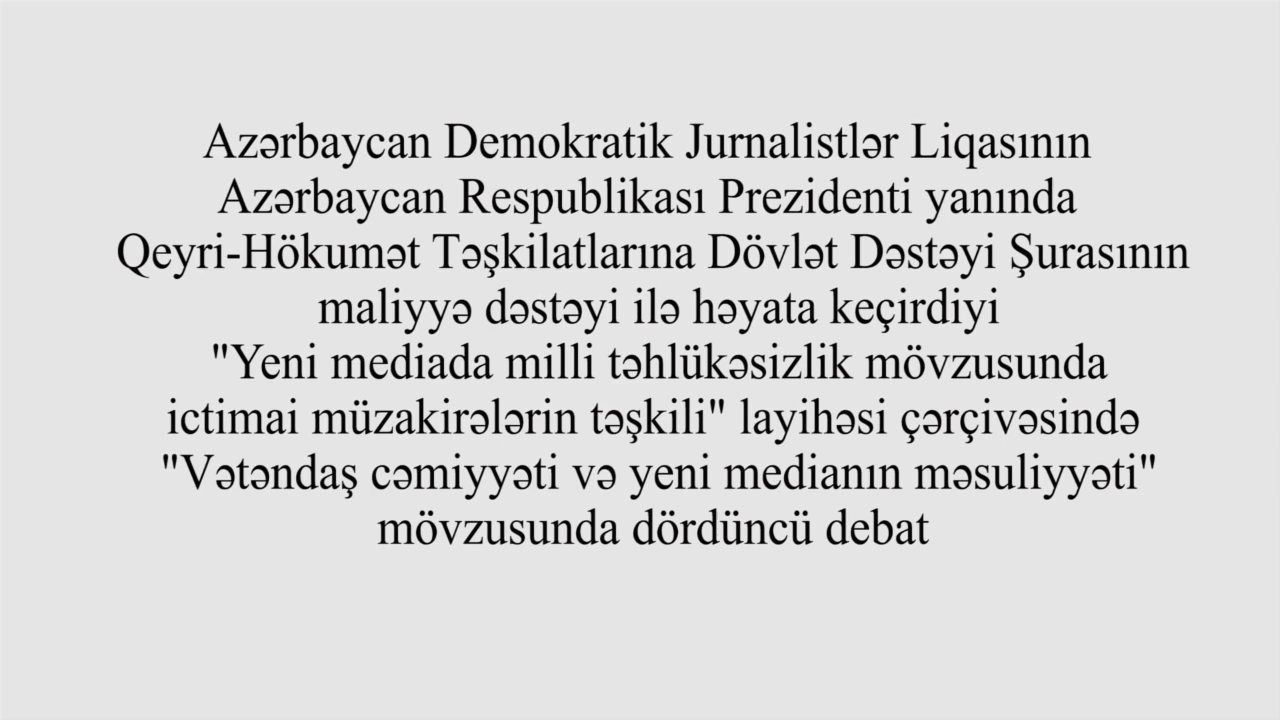 Azərbaycan Demokratik Jurnalistlər Liqasının
Azərbaycan Respublikası Prezidenti yanında
Qeyri-Hökumət Təşkilatlarına Dövlət Dəstəyi Şurasının
maliyyə dəstəyi ilə həyata keçirdiyi
"Yeni mediada milli təhlükəsizlik mövzusunda
ictimai müzakirələrin təşkili" layihəsi çərçivəsində
"Vətəndaş cəmiyyəti və yeni medianın məsuliyyəti"
mövzusunda dördüncü debat